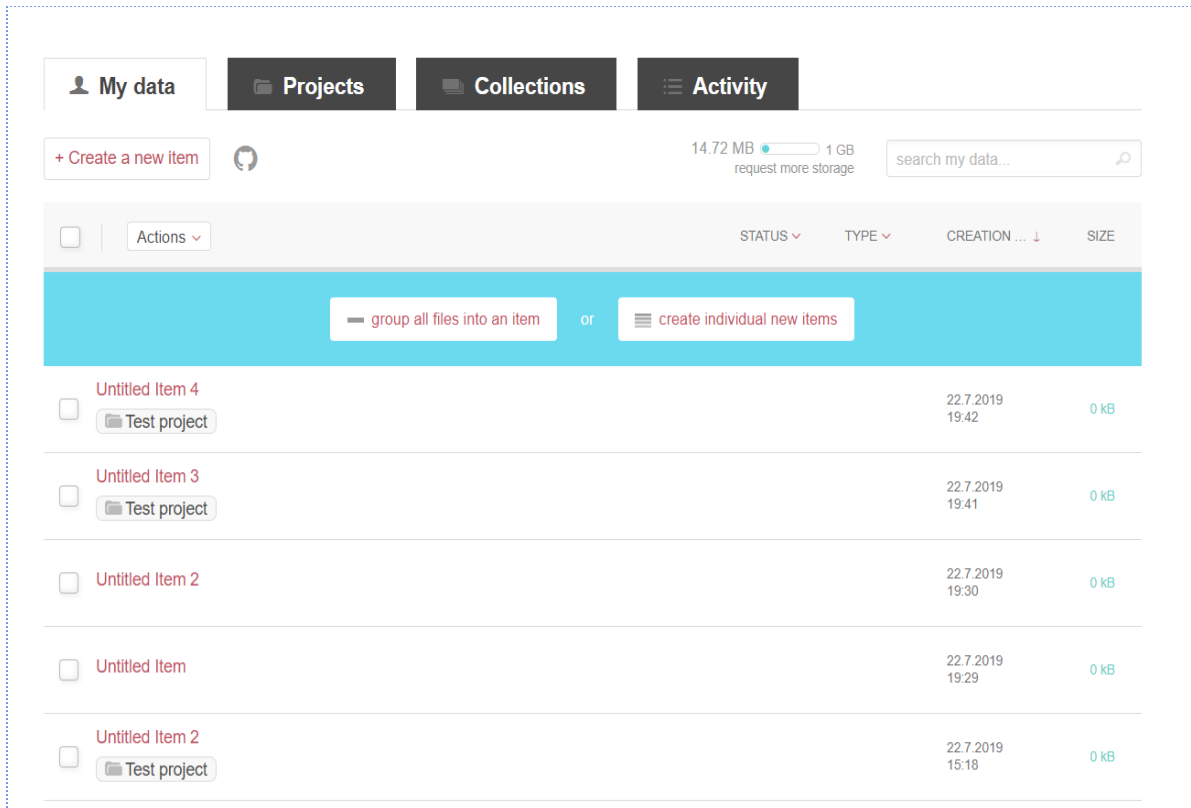 My data Projects Collections Activity
+ Create a new item 14.72 MB 1 GB search my data...
request more storage
Actions STATUS TYPE CREATION ... ↓ SIZE
group all files into an item or create individual new items
Untitled Item 4
Test project
22.7.2019
19:42
0 kB
Untitled Item 3
Test project
22.7.2019
19:41
0 kB
Untitled Item 2
22.7.2019
19:30
0 kB
Untitled Item
22.7.2019
19:29
0 kB
Untitled Item 2
Test project
22.7.2019
15:18
0 kB